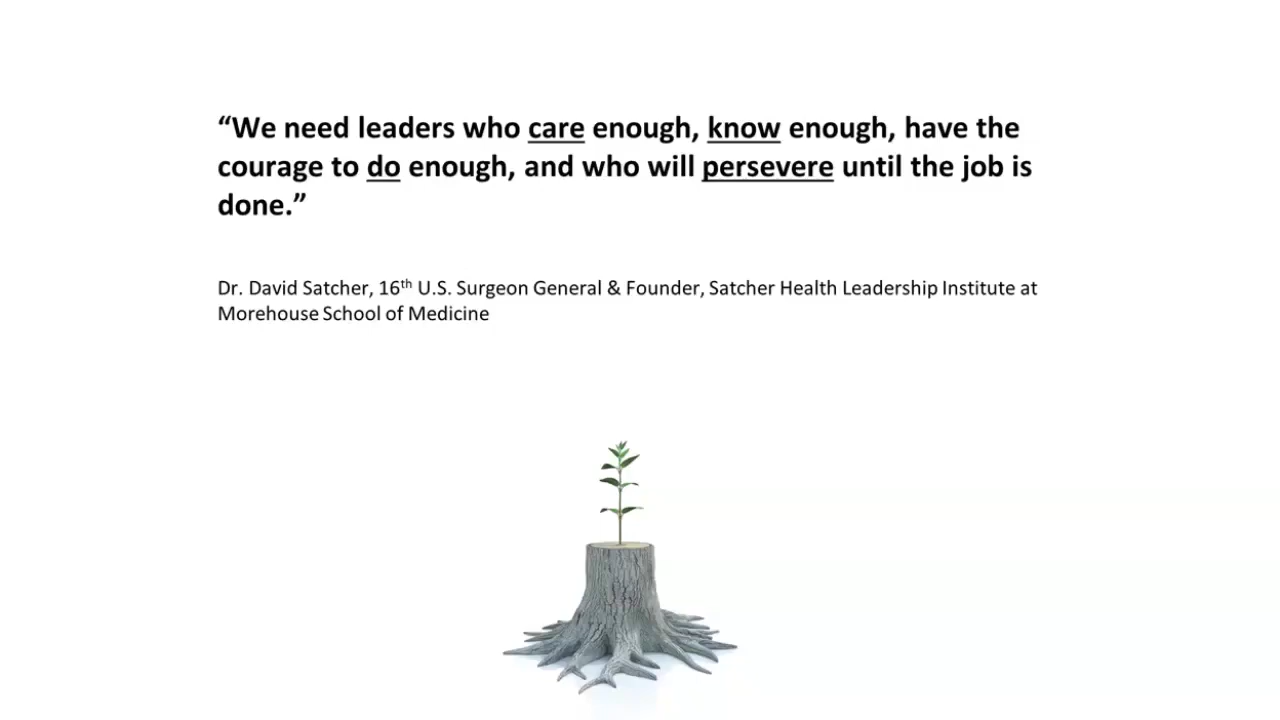 “We need leaders who care enough, know enough, have the
courage to do enough, and who will persevere until the job is
done.”
Dr. David Satcher, 16th U.S. Surgeon General & Founder, Satcher Health Leadership Institute at
Morehouse School of Medicine